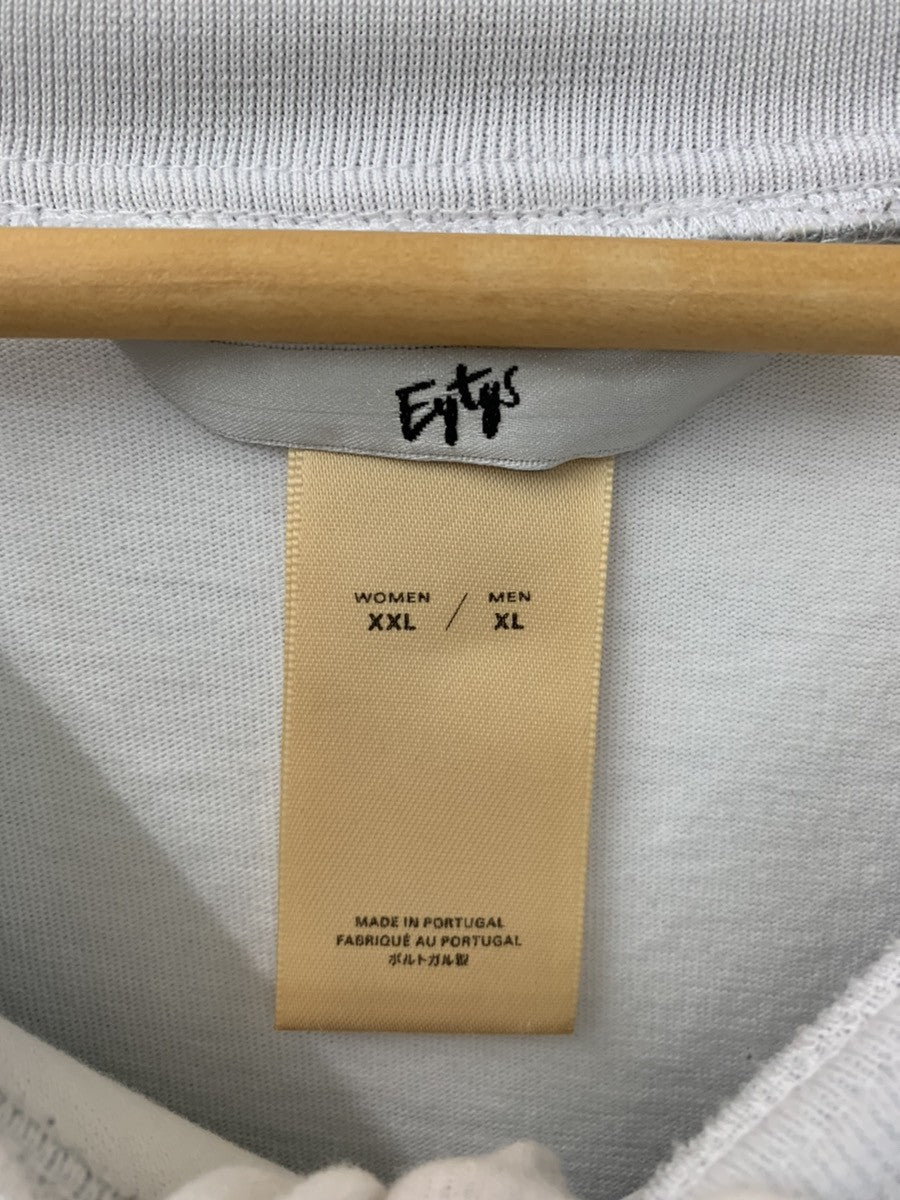 Eytys
WOMEN / MEN
XXL XL
MADE IN PORTUGAL
FABRIQUÉ AU PORTUGAL
ポルトガル製